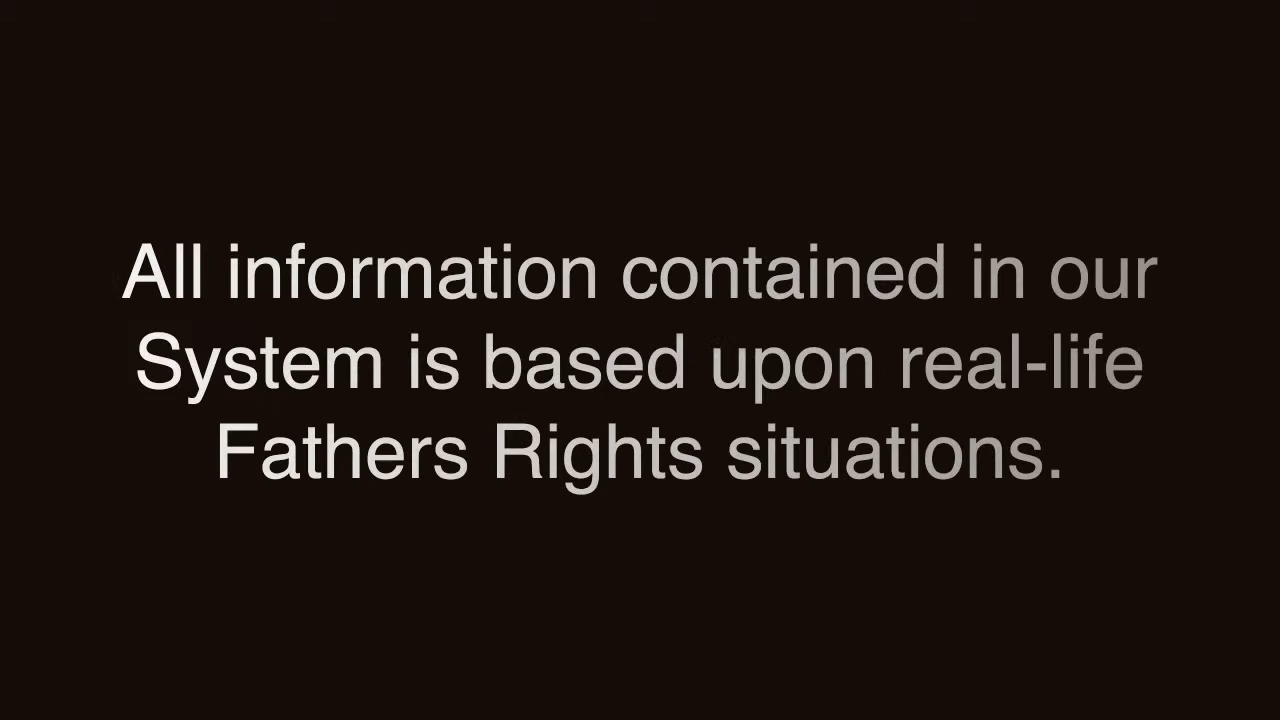 All information contained in our
System is based upon real-life
Fathers Rights situations.